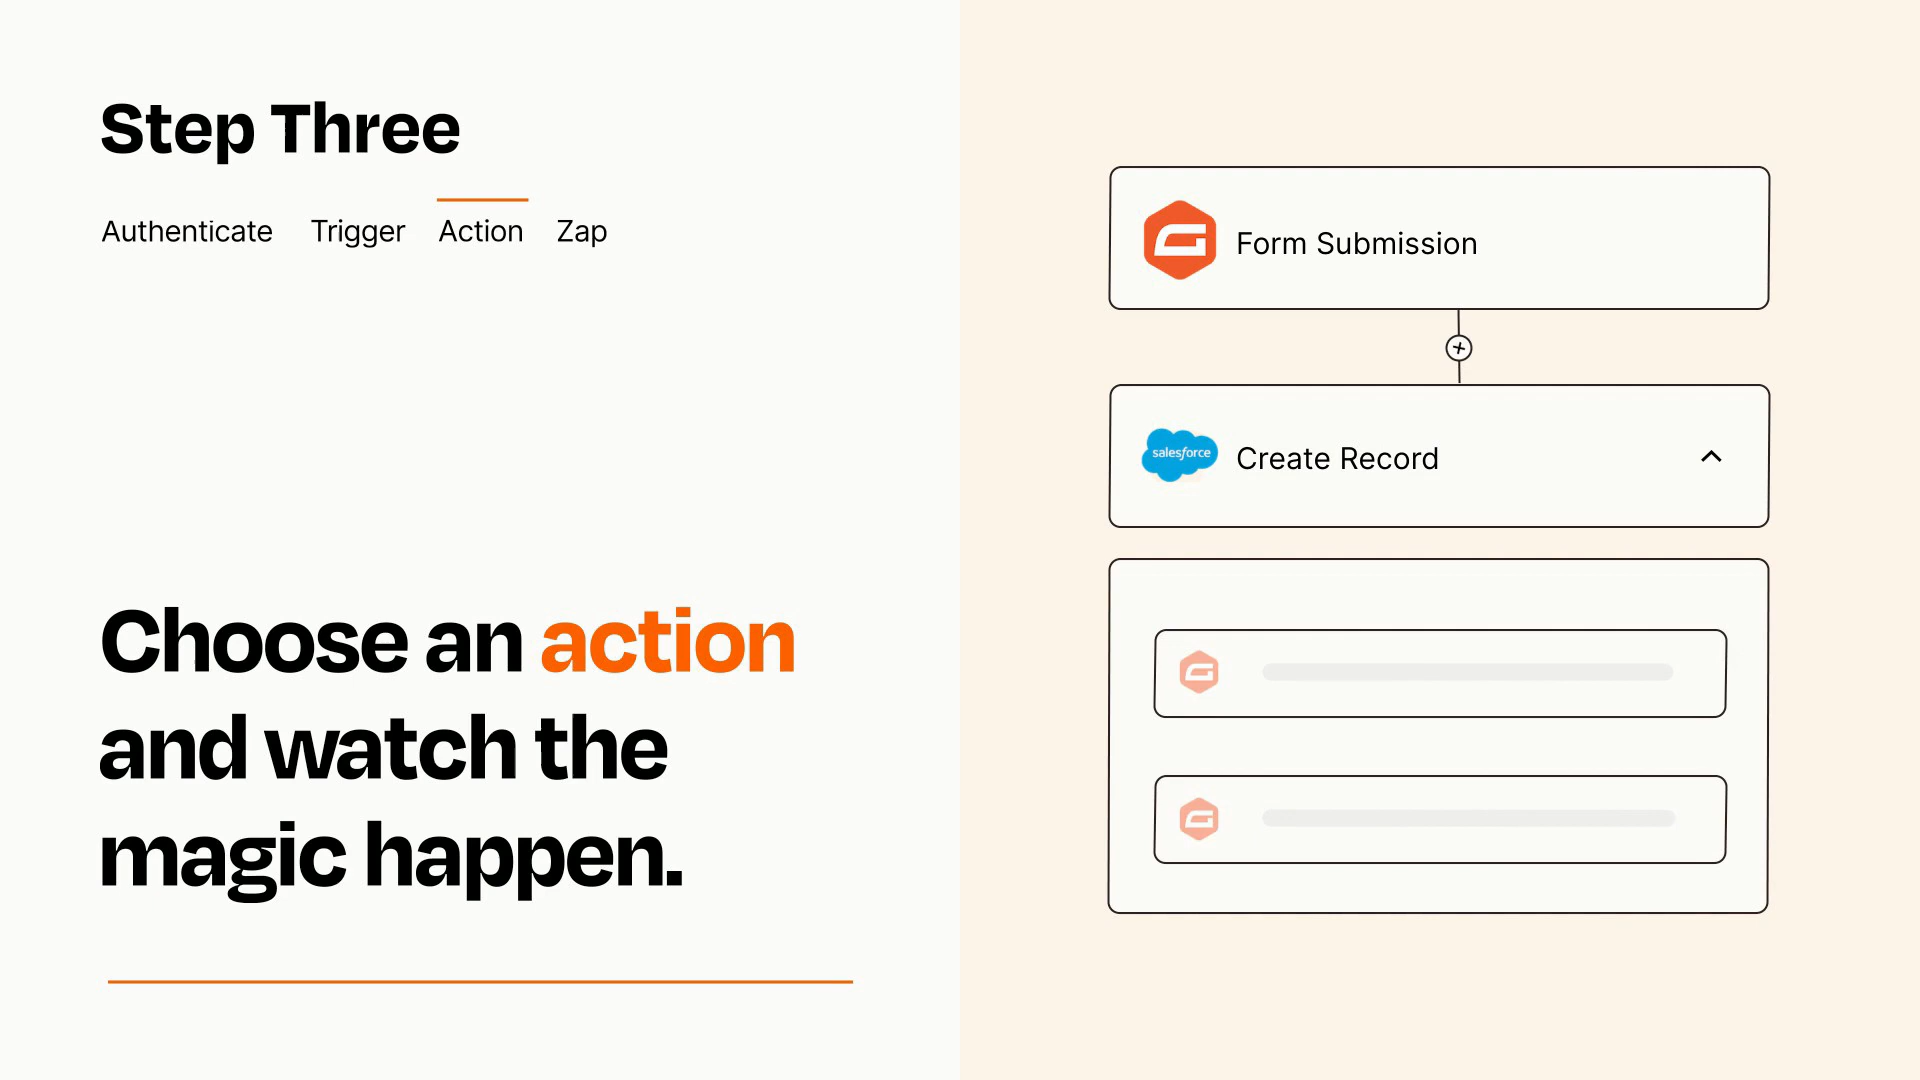 Step Three
Authenticate Trigger Action Zap
Choose an action
and watch the
magic happen.
Form Submission
salesforce
Create Record